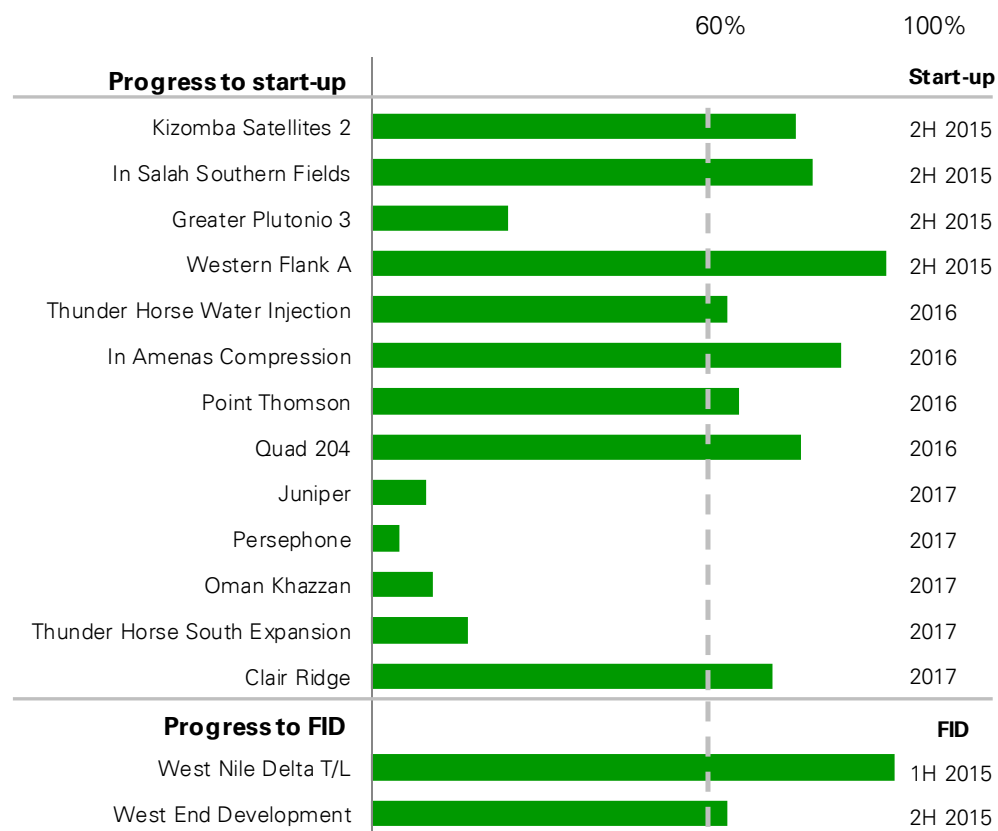 60% 100%
Progress to start-up Start-up
Kizomba Satellites 2 2H 2015
In Salah Southern Fields 2H 2015
Greater Plutonio 3 2H 2015
Western Flank A 2H 2015
Thunder Horse Water Injection 2016
In Amenas Compression 2016
Point Thomson 2016
Quad 204 2016
Juniper 2017
Persephone 2017
Oman Khazzan 2017
Thunder Horse South Expansion 2017
Clair Ridge 2017
Progress to FID FID
West Nile Delta T/L 1H 2015
West End Development 2H 2015